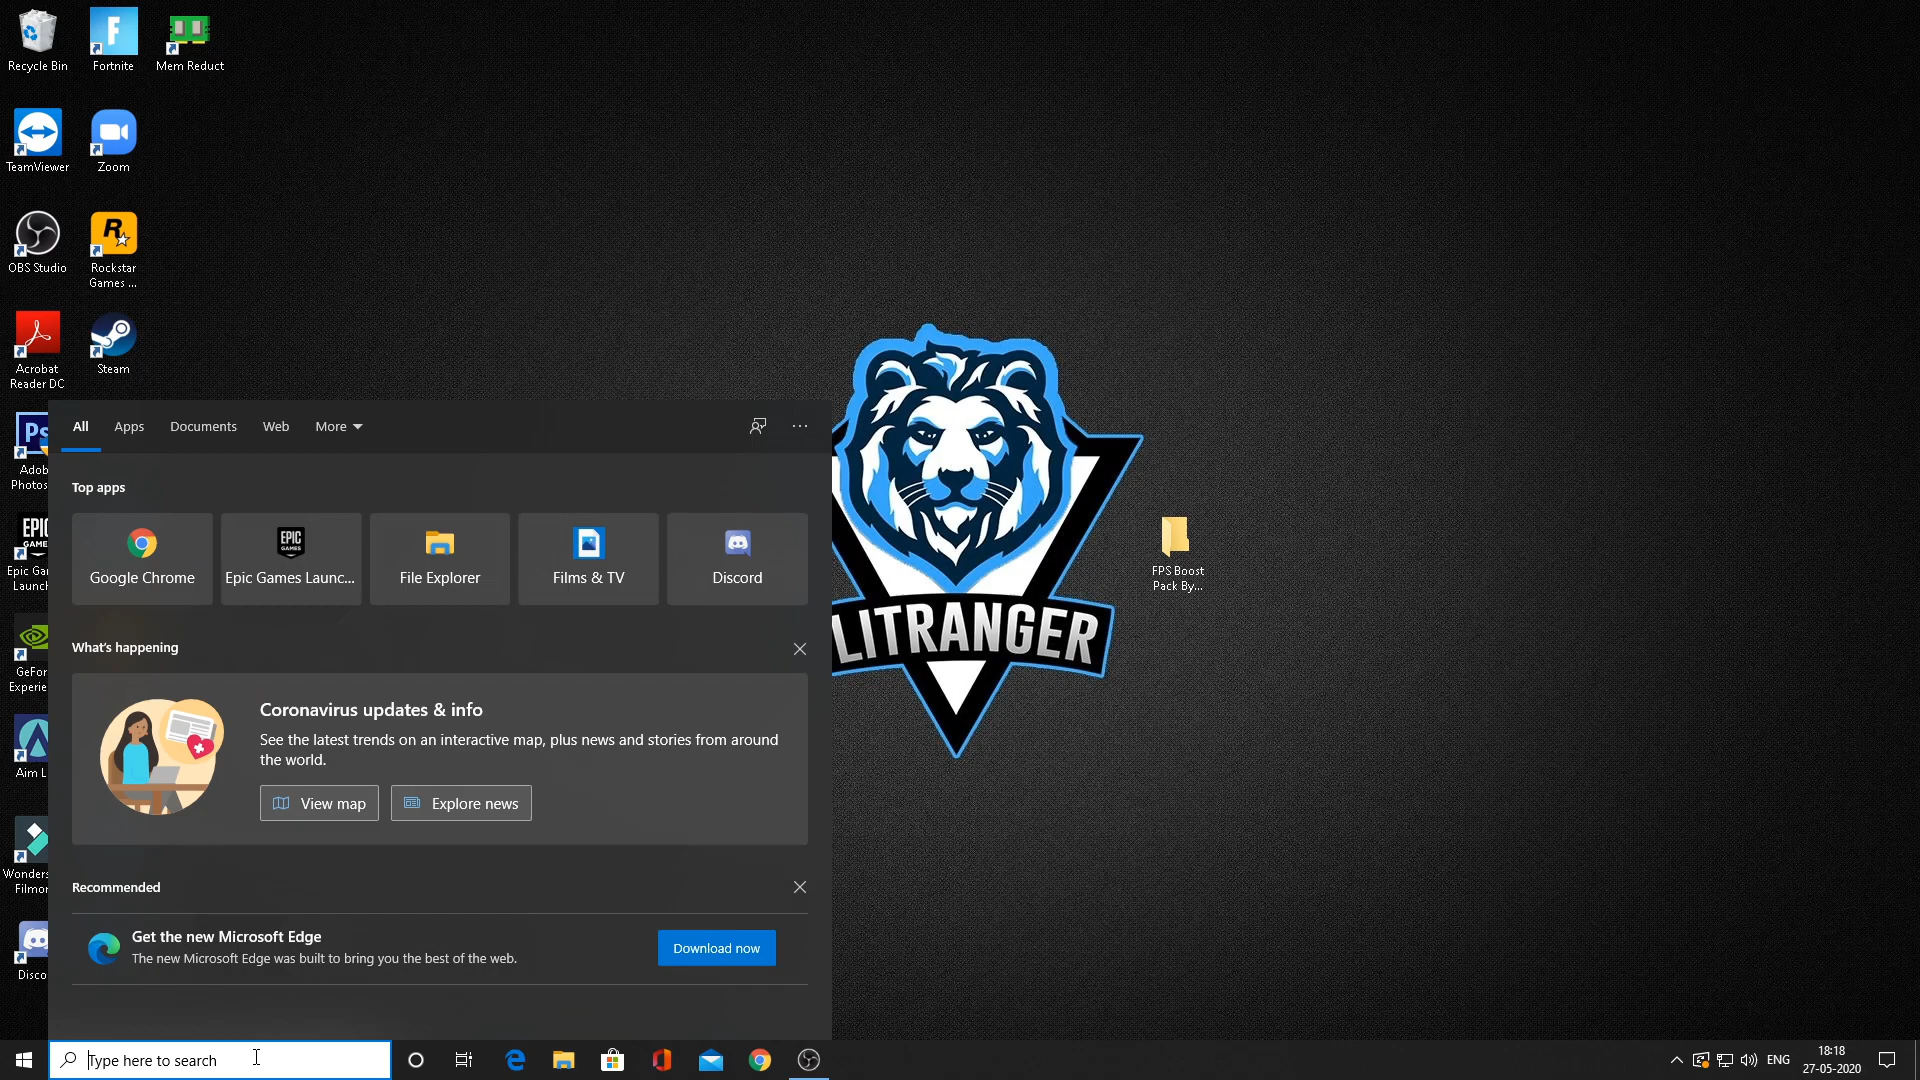 Recycle Bin
Fortnite
Mem Reduct
TeamViewer
Zoom
OBS Studio
Rockstar
Games ...
Acrobat
Reader DC
Steam
Ps
Adob
Photos
EPIC
GAME
Epic Ga
Launch
GeFor
Experie
Aim L
Wonders
Filmor
Disco
All
Apps
Documents
Web
More
Top apps
EPIC
GAMES
Google Chrome
Epic Games Launc...
File Explorer
Films & TV
Discord
What's happening
Coronavirus updates & info
See the latest trends on an interactive map, plus news and stories from around
the world.
View map
Explore news
Recommended
Get the new Microsoft Edge
The new Microsoft Edge was built to bring you the best of the web.
Download now
LITRANGER
FPS Boost
Pack By...
Type here to search
ENG
18:18
27-05-2020